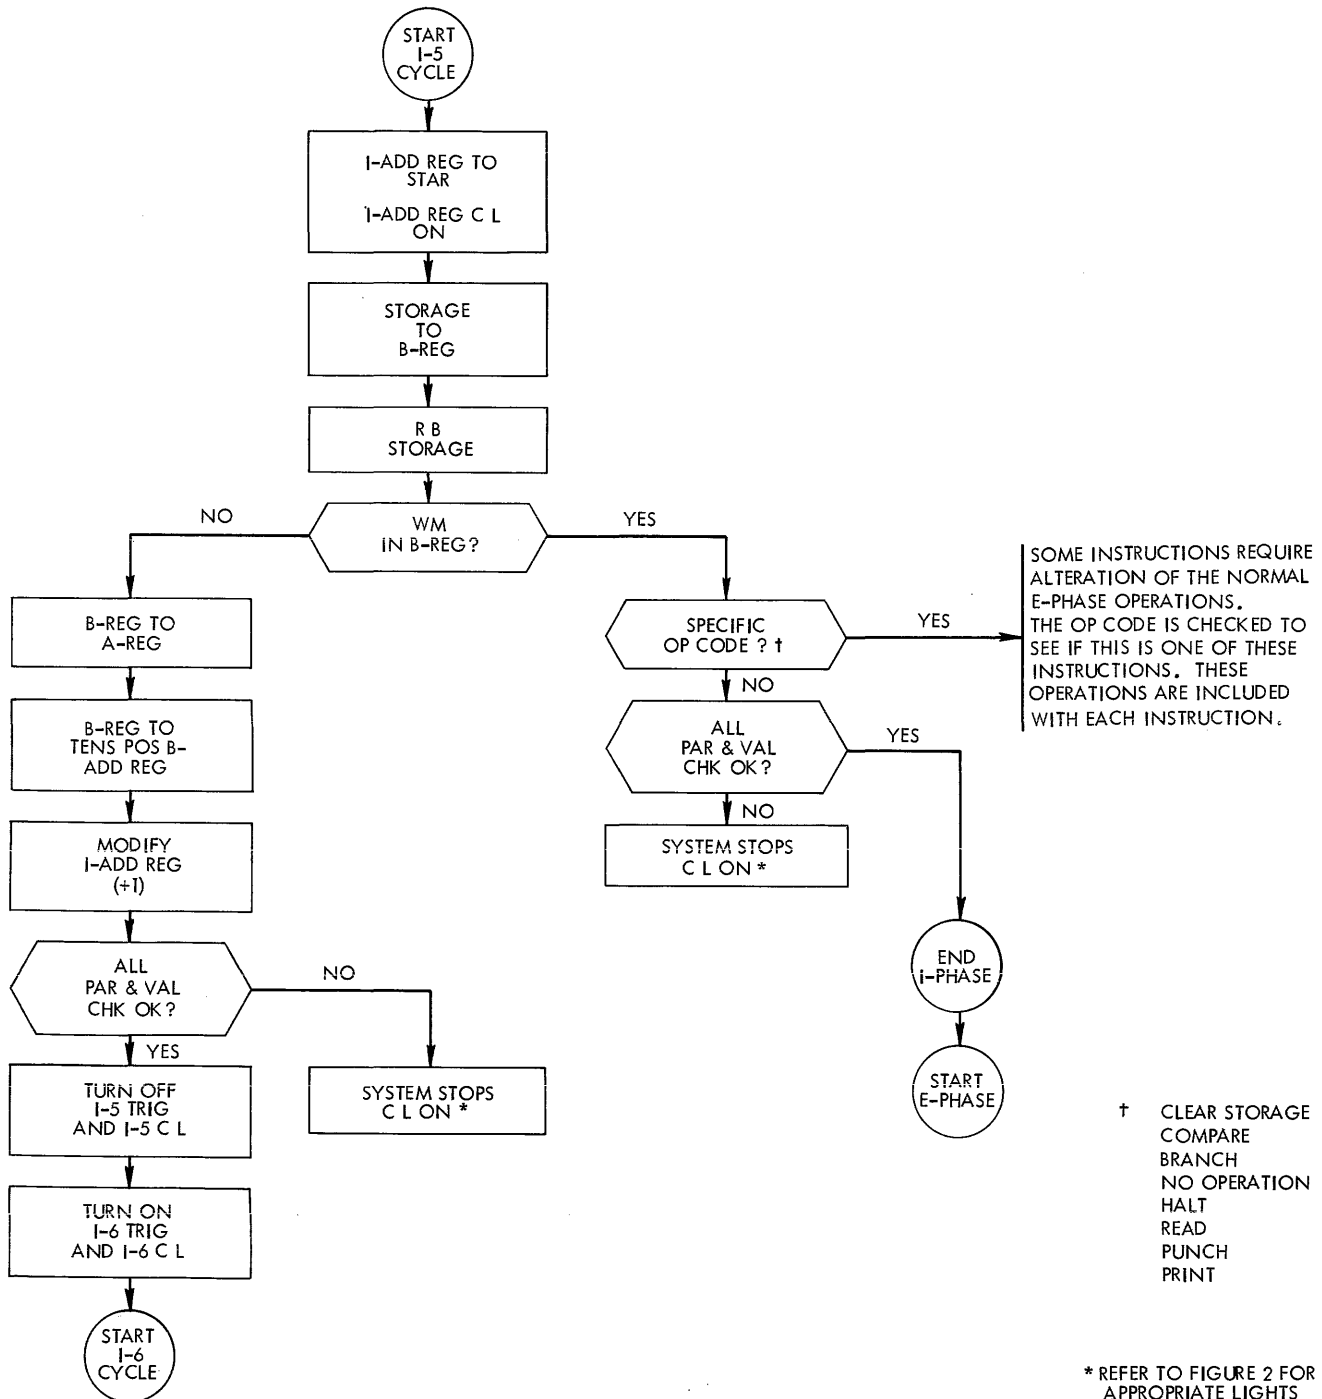 START
I-5
CYCLE
I-ADD REG TO
STAR
I-ADD REG C L
ON
STORAGE
TO
B-REG
R B
STORAGE
WM
IN B-REG?
NO
YES
B-REG TO
A-REG
B-REG TO
TENS POS B-
ADD REG
MODIFY
I-ADD REG
(+1)
ALL
PAR & VAL
CHK OK?
NO
YES
SYSTEM STOPS
C L ON *
TURN OFF
I-5 TRIG
AND I-5 C L
TURN ON
I-6 TRIG
AND I-6 C L
START
I-6
CYCLE
SPECIFIC
OP CODE ? †
YES
NO
SOME INSTRUCTIONS REQUIRE
ALTERATION OF THE NORMAL
E-PHASE OPERATIONS.
THE OP CODE IS CHECKED TO
SEE IF THIS IS ONE OF THESE
INSTRUCTIONS. THESE
OPERATIONS ARE INCLUDED
WITH EACH INSTRUCTION.
ALL
PAR & VAL
CHK OK?
YES
NO
SYSTEM STOPS
C L ON *
END
I-PHASE
START
E-PHASE
† CLEAR STORAGE
COMPARE
BRANCH
NO OPERATION
HALT
READ
PUNCH
PRINT
* REFER TO FIGURE 2 FOR
APPROPRIATE LIGHTS